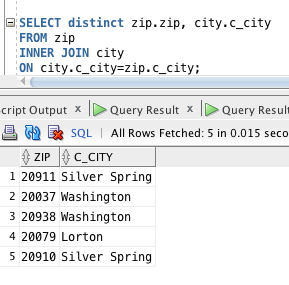 SELECT distinct zip.zip, city.c_city
FROM zip
INNER JOIN city
ON city.c_city=zip.c_city;
Script Output × Query Result × Query Result
SQL | All Rows Fetched: 5 in 0.015 seco
ZIP C_CITY
1 20911 Silver Spring
2 20037 Washington
3 20938 Washington
4 20079 Lorton
5 20910 Silver Spring